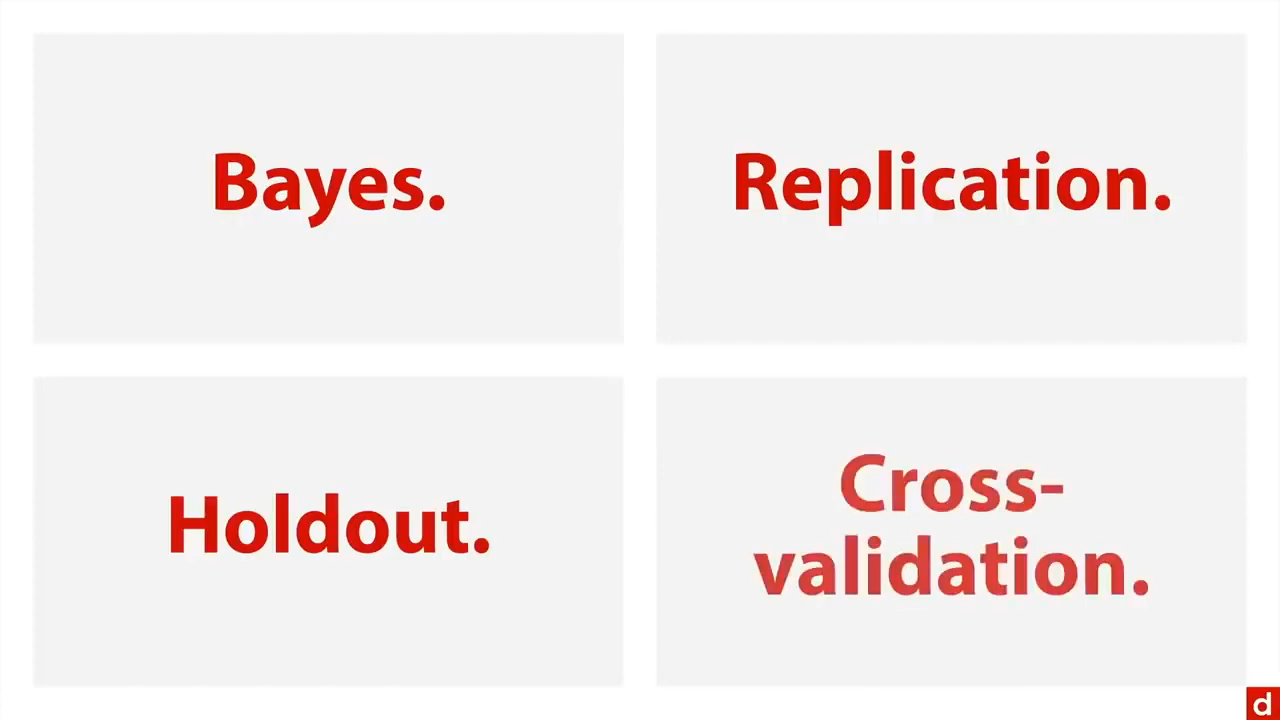 Bayes.
Replication.
Holdout.
Cross-
validation.
d